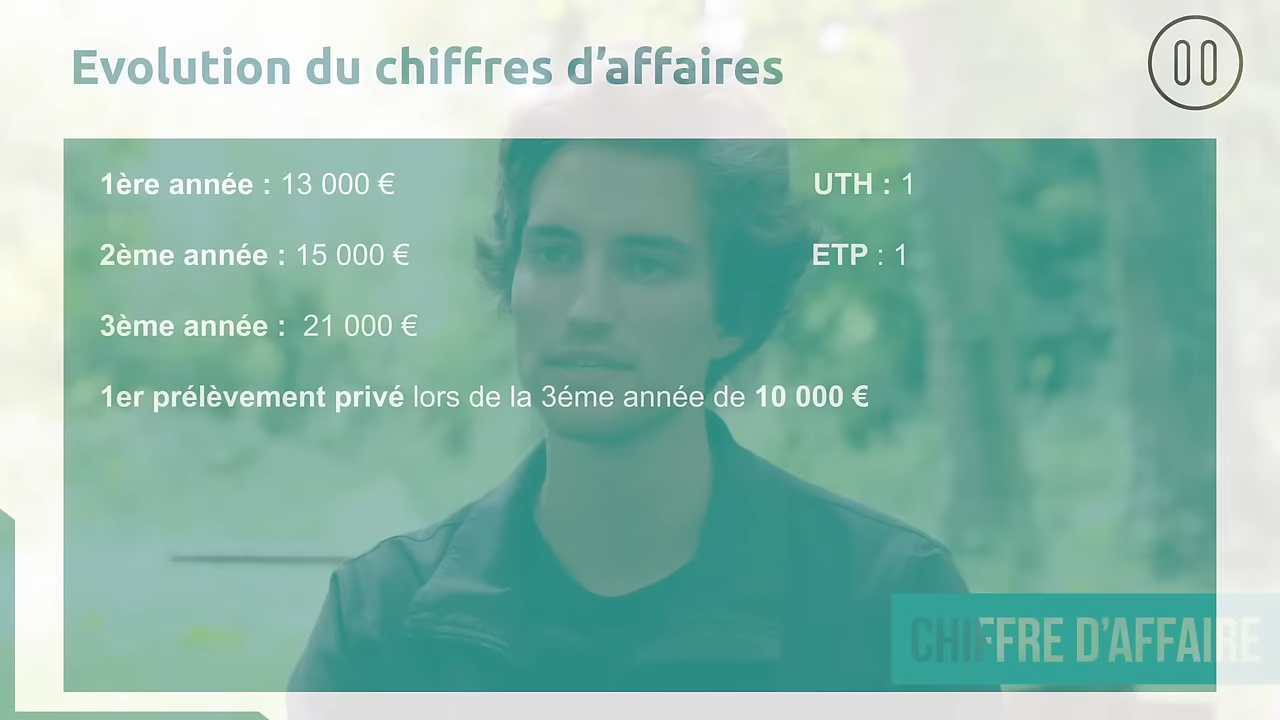 Evolution du chiffres d’affaires
1ère année : 13 000 €
UTH : 1
2ème année : 15 000 €
ETP : 1
3ème année : 21 000 €
1er prélèvement privé lors de la 3éme année de 10 000 €
CHIFFRE D’AFFAIRE